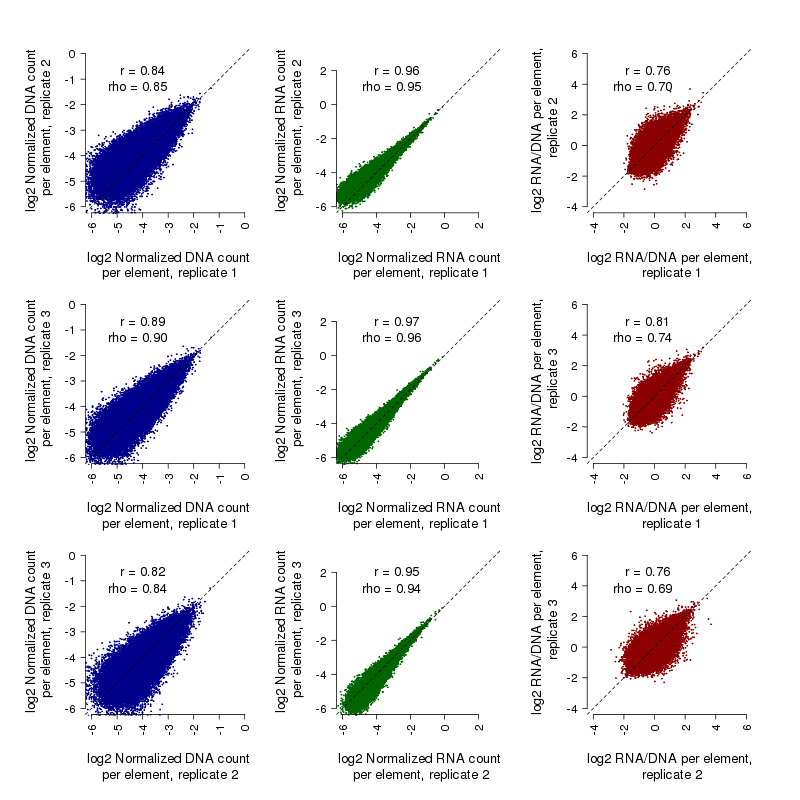 log2 Normalized DNA count
per element, replicate 2
0
-1
-2
-3
-4
-5
-6
r = 0.84
rho = 0.85
-6
-5
-4
-3
-2
-1
0
log2 Normalized DNA count
per element, replicate 1
log2 Normalized RNA count
per element, replicate 2
2
0
-2
-4
-6
r = 0.96
rho = 0.95
-6
-4
-2
0
2
log2 Normalized RNA count
per element, replicate 1
log2 RNA/DNA per element,
replicate 2
6
4
2
0
-2
-4
r = 0.76
rho = 0.70
-4
-2
0
2
4
6
log2 RNA/DNA per element,
replicate 1
log2 Normalized DNA count
per element, replicate 3
0
-1
-2
-3
-4
-5
-6
r = 0.89
rho = 0.90
-6
-5
-4
-3
-2
-1
0
log2 Normalized DNA count
per element, replicate 1
log2 Normalized RNA count
per element, replicate 3
2
0
-2
-4
-6
r = 0.97
rho = 0.96
-6
-4
-2
0
2
log2 Normalized RNA count
per element, replicate 1
log2 RNA/DNA per element,
replicate 3
6
4
2
0
-2
-4
r = 0.81
rho = 0.74
-4
-2
0
2
4
6
log2 RNA/DNA per element,
replicate 1
log2 Normalized DNA count
per element, replicate 3
0
-1
-2
-3
-4
-5
-6
r = 0.82
rho = 0.84
-6
-5
-4
-3
-2
-1
0
log2 Normalized DNA count
per element, replicate 2
log2 Normalized RNA count
per element, replicate 3
2
0
-2
-4
-6
r = 0.95
rho = 0.94
-6
-4
-2
0
2
log2 Normalized RNA count
per element, replicate 2
log2 RNA/DNA per element,
replicate 3
6
4
2
0
-2
-4
r = 0.76
rho = 0.69
-4
-2
0
2
4
6
log2 RNA/DNA per element,
replicate 2